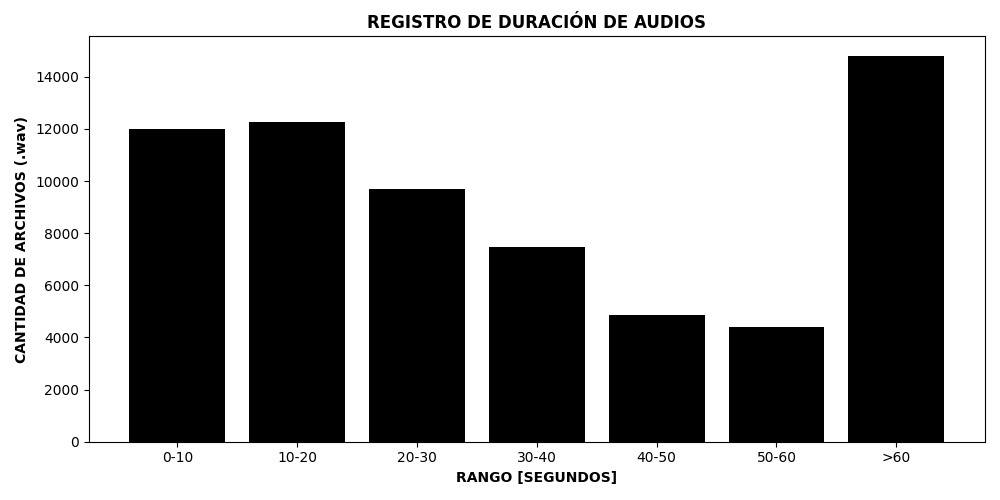 REGISTRO DE DURACIÓN DE AUDIOS
CANTIDAD DE ARCHIVOS (.wav)
14000
12000
10000
8000
6000
4000
2000
0
0-10 10-20 20-30 30-40 40-50 50-60 >60
RANGO [SEGUNDOS]